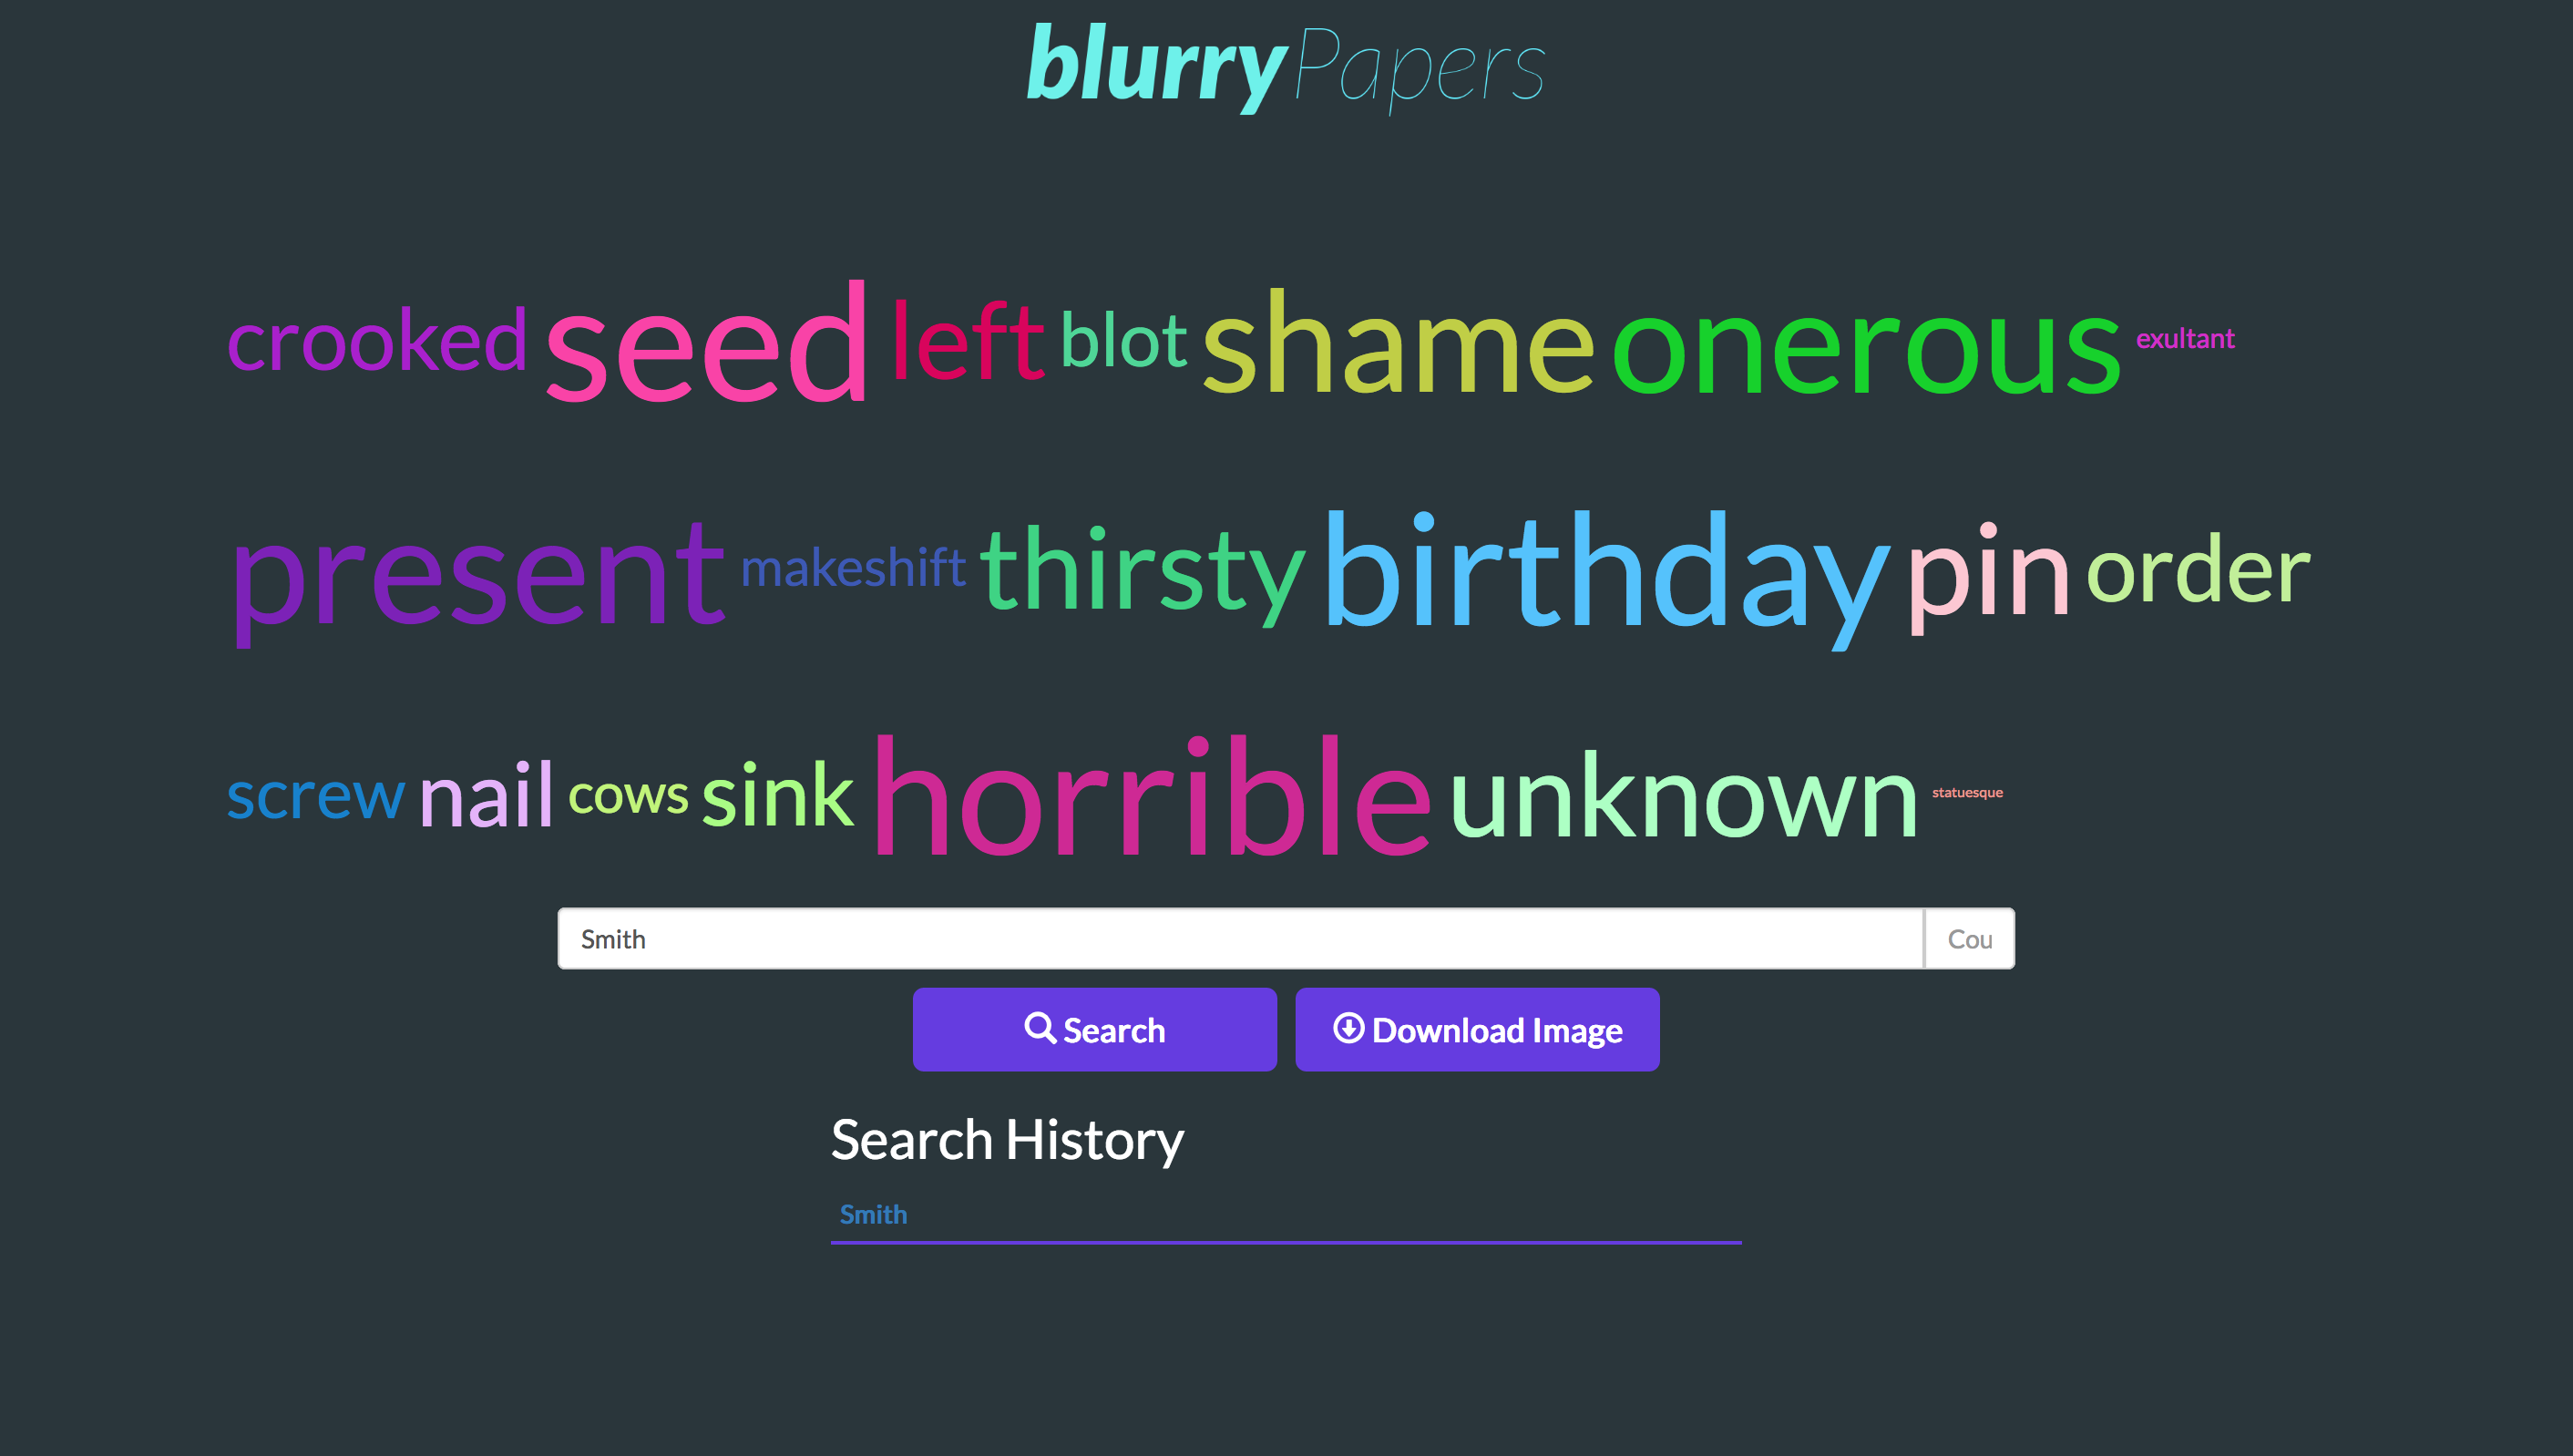 blurryPapers
crooked seed left blot shame onerous exultant
present makeshift thirsty birthday pin order
screw nail cows sink horrible unknown statuesque
Smith Cou
Search Download Image
Search History
Smith